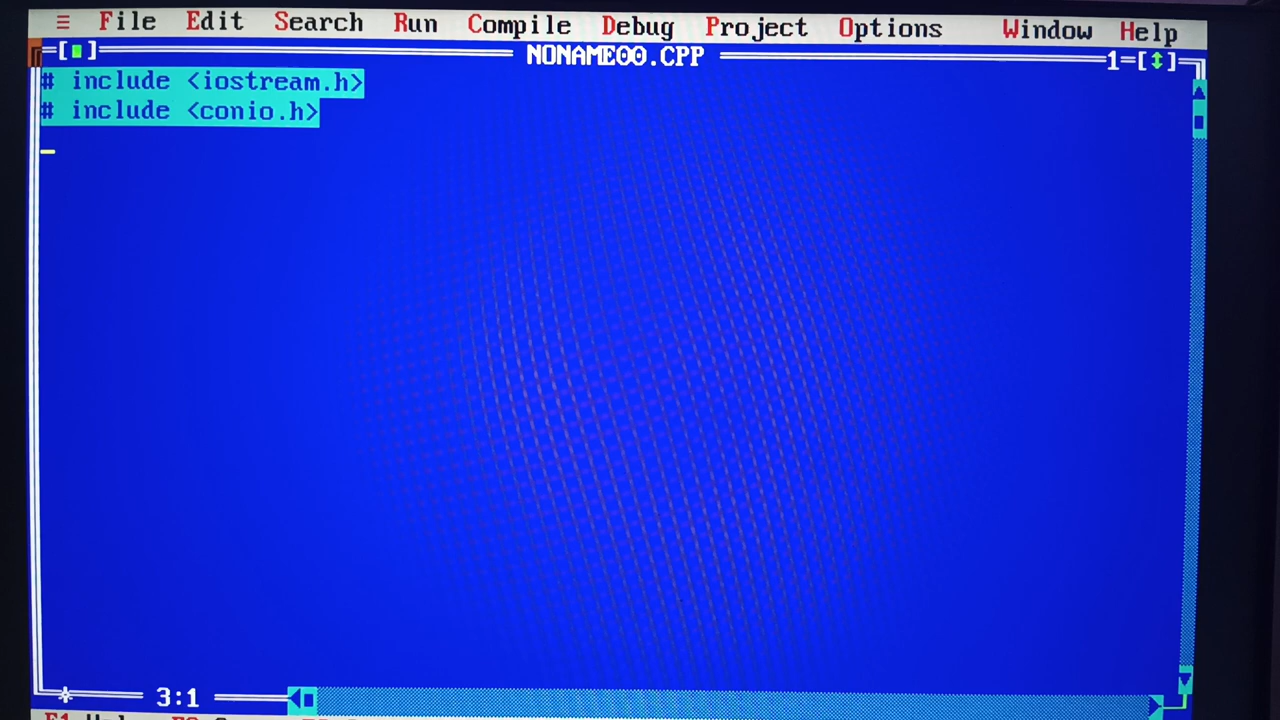 ≡ File Edit Search Run Compile Debug Project Options Window Help
[■] NONAME00.CPP 1=[↕]
# include <iostream.h>
# include <conio.h>
3:1